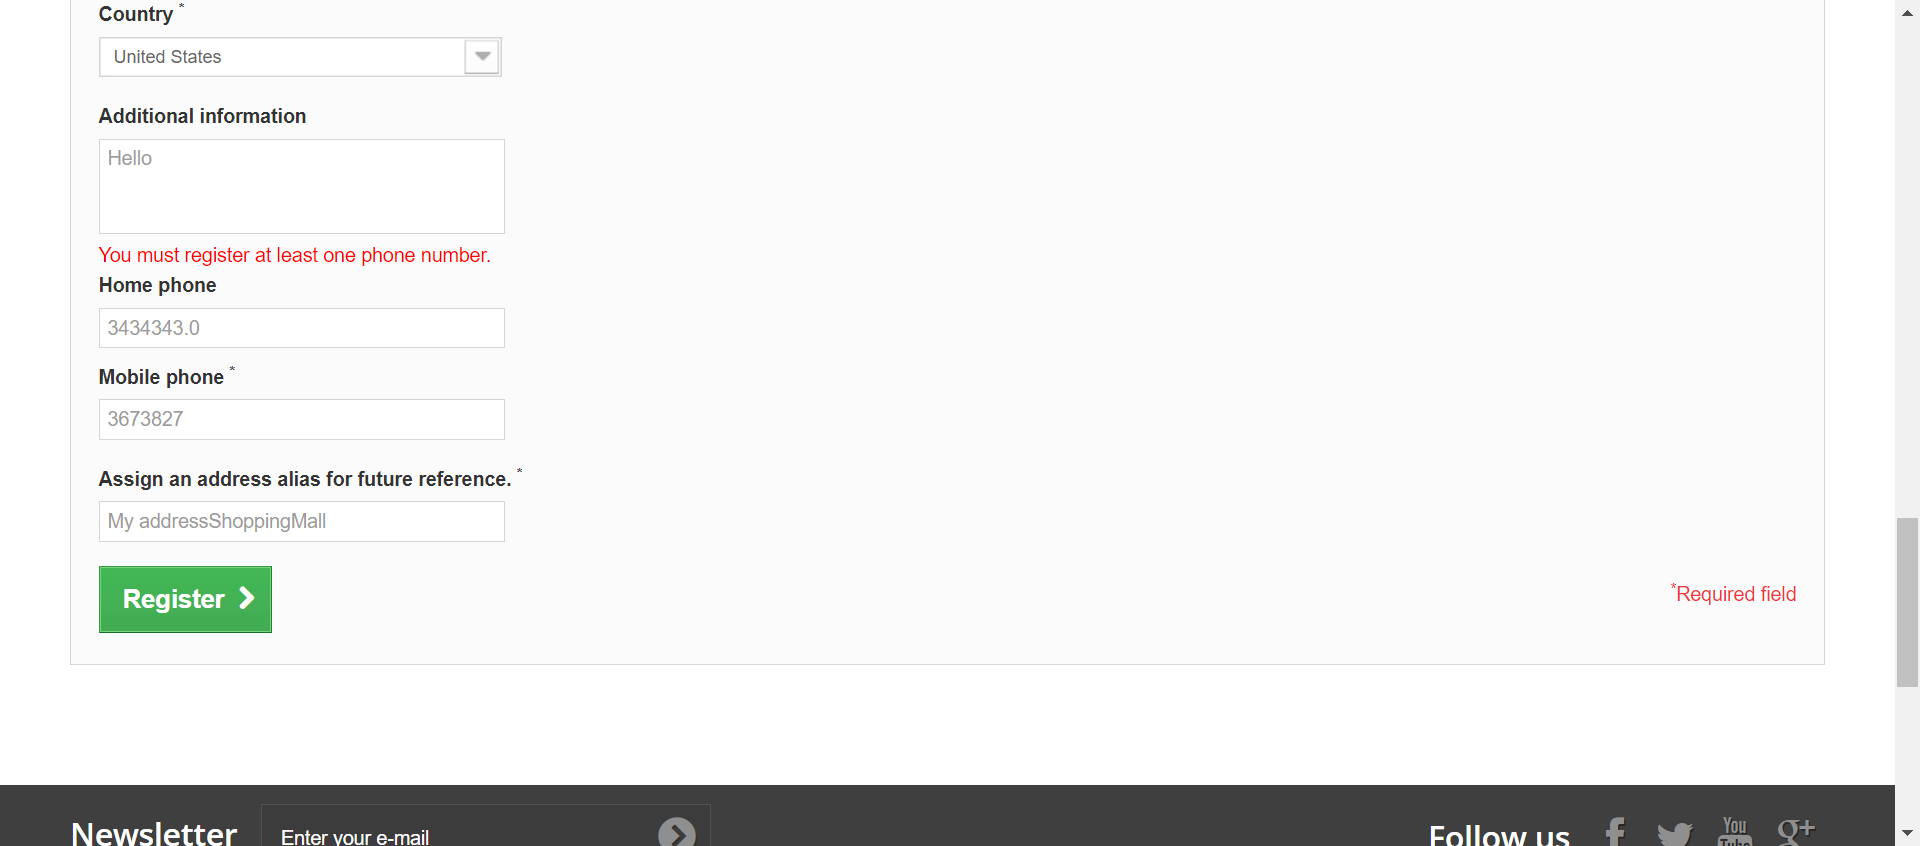 Country *
United States
Additional information
Hello
You must register at least one phone number.
Home phone
3434343.0
Mobile phone *
3673827
Assign an address alias for future reference. *
My addressShoppingMall
Register
*Required field
Newsletter
Enter your e-mail
Follow us
You
Tube
g+